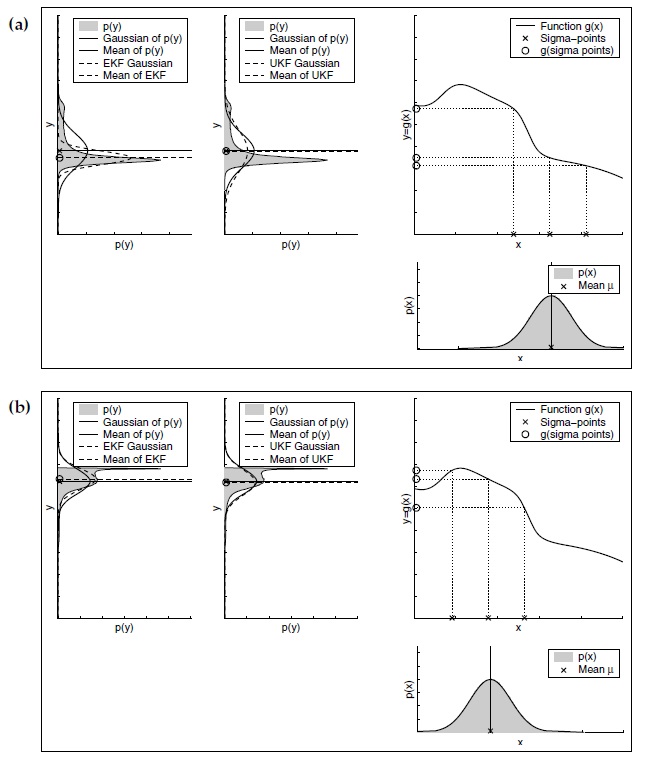 (a)
p(y)
Gaussian of p(y)
Mean of p(y)
EKF Gaussian
Mean of EKF
y
p(y)
p(y)
Gaussian of p(y)
Mean of p(y)
UKF Gaussian
Mean of UKF
y
p(y)
Function g(x)
Sigma−points
g(sigma points)
y=g(x)
x
p(x)
Mean μ
p(x)
x
(b)
p(y)
Gaussian of p(y)
Mean of p(y)
EKF Gaussian
Mean of EKF
y
p(y)
p(y)
Gaussian of p(y)
Mean of p(y)
UKF Gaussian
Mean of UKF
y
p(y)
Function g(x)
Sigma−points
g(sigma points)
y=g(x)
x
p(x)
Mean μ
p(x)
x